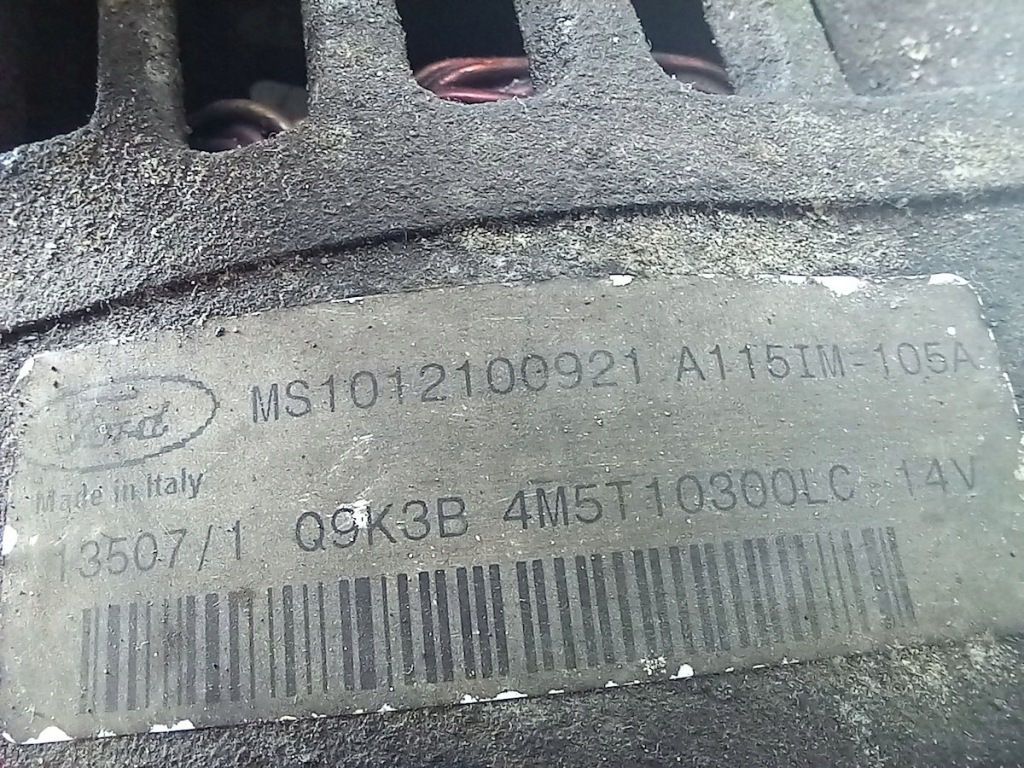 Ford
MS1012100921 A115IM-105A
Made in Italy
13507/1 Q9K3B 4M5T10300LC 14V